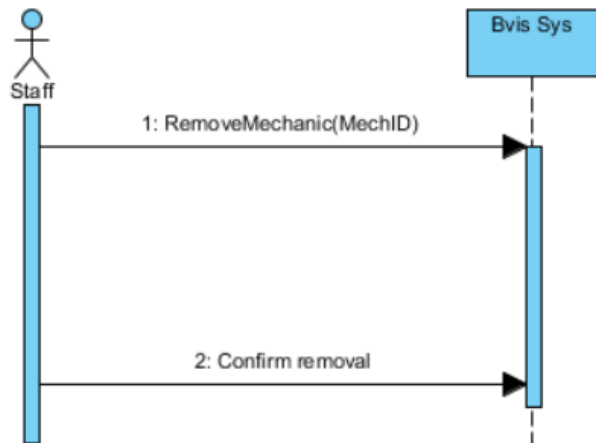 Bvis Sys
Staff
1: RemoveMechanic(MechID)
2: Confirm removal